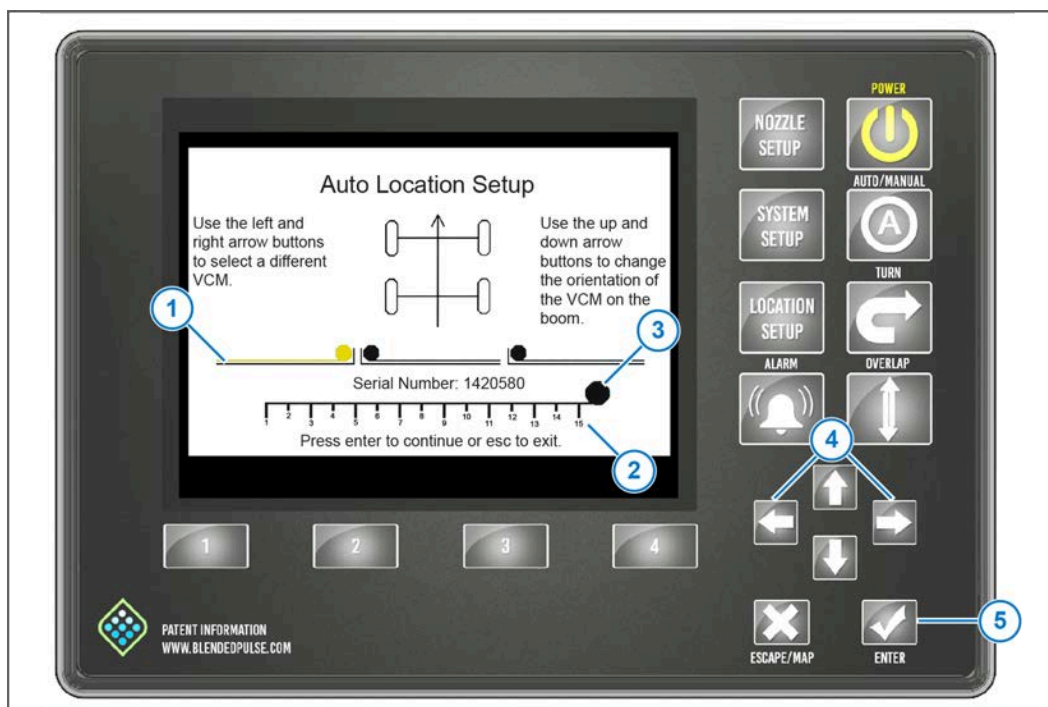 Auto Location Setup
Use the left and
right arrow buttons
to select a different
VCM.
Use the up and
down arrow
buttons to change
the orientation of
the VCM on the
boom.
1
3
Serial Number: 1420580
1 2 3 4 5 6 7 8 9 10 11 12 13 14 15
Press enter to continue or esc to exit.
2
1
2
3
4
PATENT INFORMATION
WWW.BLENDEDPULSE.COM
POWER
NOZZLE
SETUP
AUTO/MANUAL
SYSTEM
SETUP
A
TURN
LOCATION
SETUP
ALARM
OVERLAP
4
5
ESCAPE/MAP
ENTER